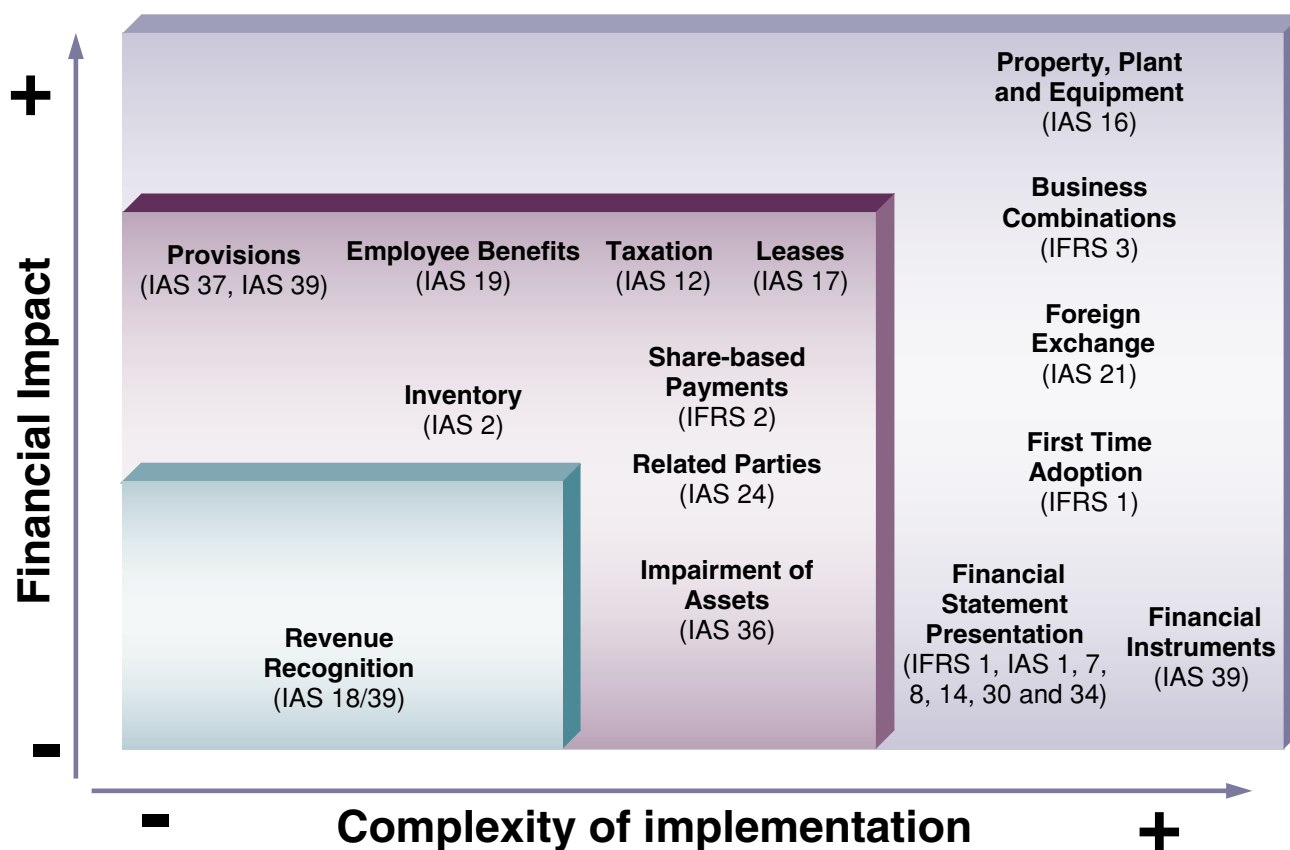 +
Financial Impact
-
Property, Plant
and Equipment
(IAS 16)
Business
Combinations
(IFRS 3)
Foreign
Exchange
(IAS 21)
First Time
Adoption
(IFRS 1)
Financial
Statement
Presentation
(IFRS 1, IAS 1, 7,
8, 14, 30 and 34)
Financial
Instruments
(IAS 39)
Provisions
(IAS 37, IAS 39)
Employee Benefits
(IAS 19)
Taxation
(IAS 12)
Leases
(IAS 17)
Inventory
(IAS 2)
Share-based
Payments
(IFRS 2)
Related Parties
(IAS 24)
Impairment of
Assets
(IAS 36)
Revenue
Recognition
(IAS 18/39)
-
Complexity of implementation
+